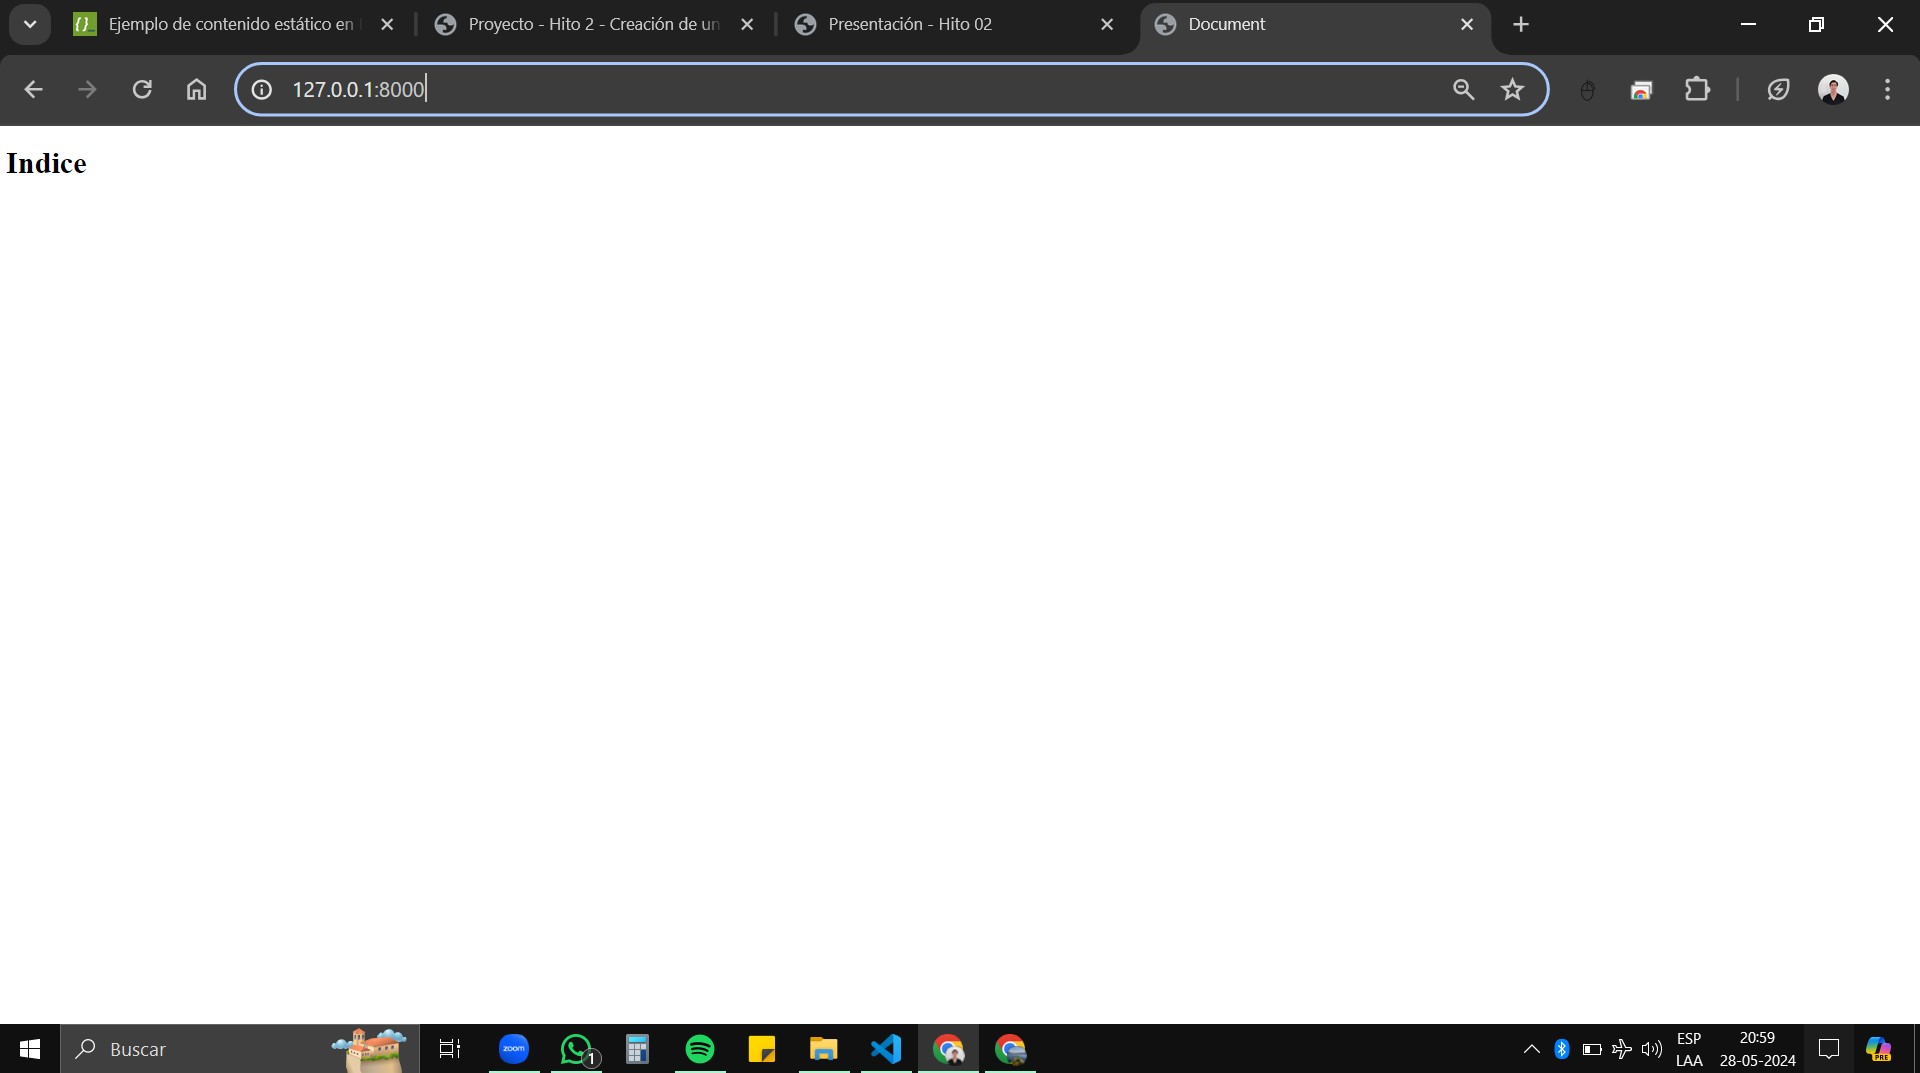 Ejemplo de contenido estático en
Proyecto - Hito 2 - Creación de un
Presentación - Hito 02
Document
127.0.0.1:8000
Indice
Buscar
zoom
1
ESP
LAA
20:59
28-05-2024
PRE